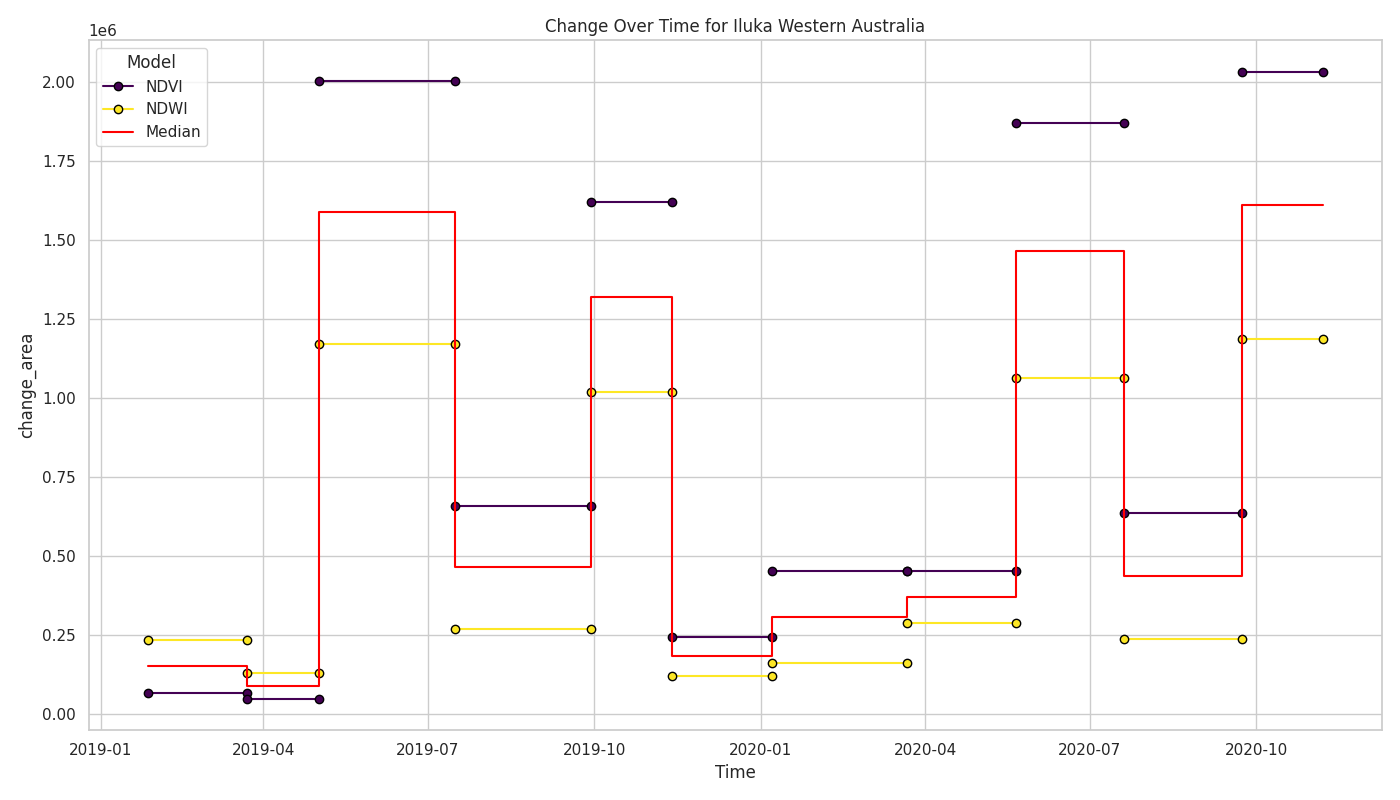 Change Over Time for Iluka Western Australia
1e6
Model
NDVI
NDWI
Median
2.00
1.75
1.50
1.25
1.00
0.75
0.50
0.25
0.00
change_area
2019-01 2019-04 2019-07 2019-10 2020-01 2020-04 2020-07 2020-10
Time